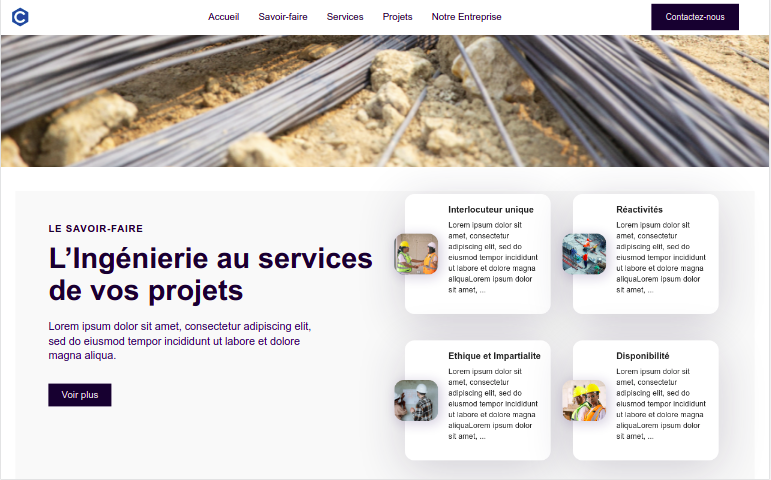 C
Accueil Savoir-faire Services Projets Notre Entreprise Contactez-nous
LE SAVOIR-FAIRE
L’Ingénierie au services
de vos projets
Lorem ipsum dolor sit amet, consectetur adipiscing elit,
sed do eiusmod tempor incididunt ut labore et dolore
magna aliqua.
Voir plus
Interlocuteur unique
Lorem ipsum dolor sit
amet, consectetur
adipiscing elit, sed do
eiusmod tempor incididunt
ut labore et dolore magna
aliquaLorem ipsum dolor
sit amet, ...
Réactivités
Lorem ipsum dolor sit
amet, consectetur
adipiscing elit, sed do
eiusmod tempor incididunt
ut labore et dolore magna
aliquaLorem ipsum dolor
sit amet, ...
Ethique et Impartialite
Lorem ipsum dolor sit
amet, consectetur
adipiscing elit, sed do
eiusmod tempor incididunt
ut labore et dolore magna
aliquaLorem ipsum dolor
sit amet, ...
Disponibilité
Lorem ipsum dolor sit
amet, consectetur
adipiscing elit, sed do
eiusmod tempor incididunt
ut labore et dolore magna
aliquaLorem ipsum dolor
sit amet, ...